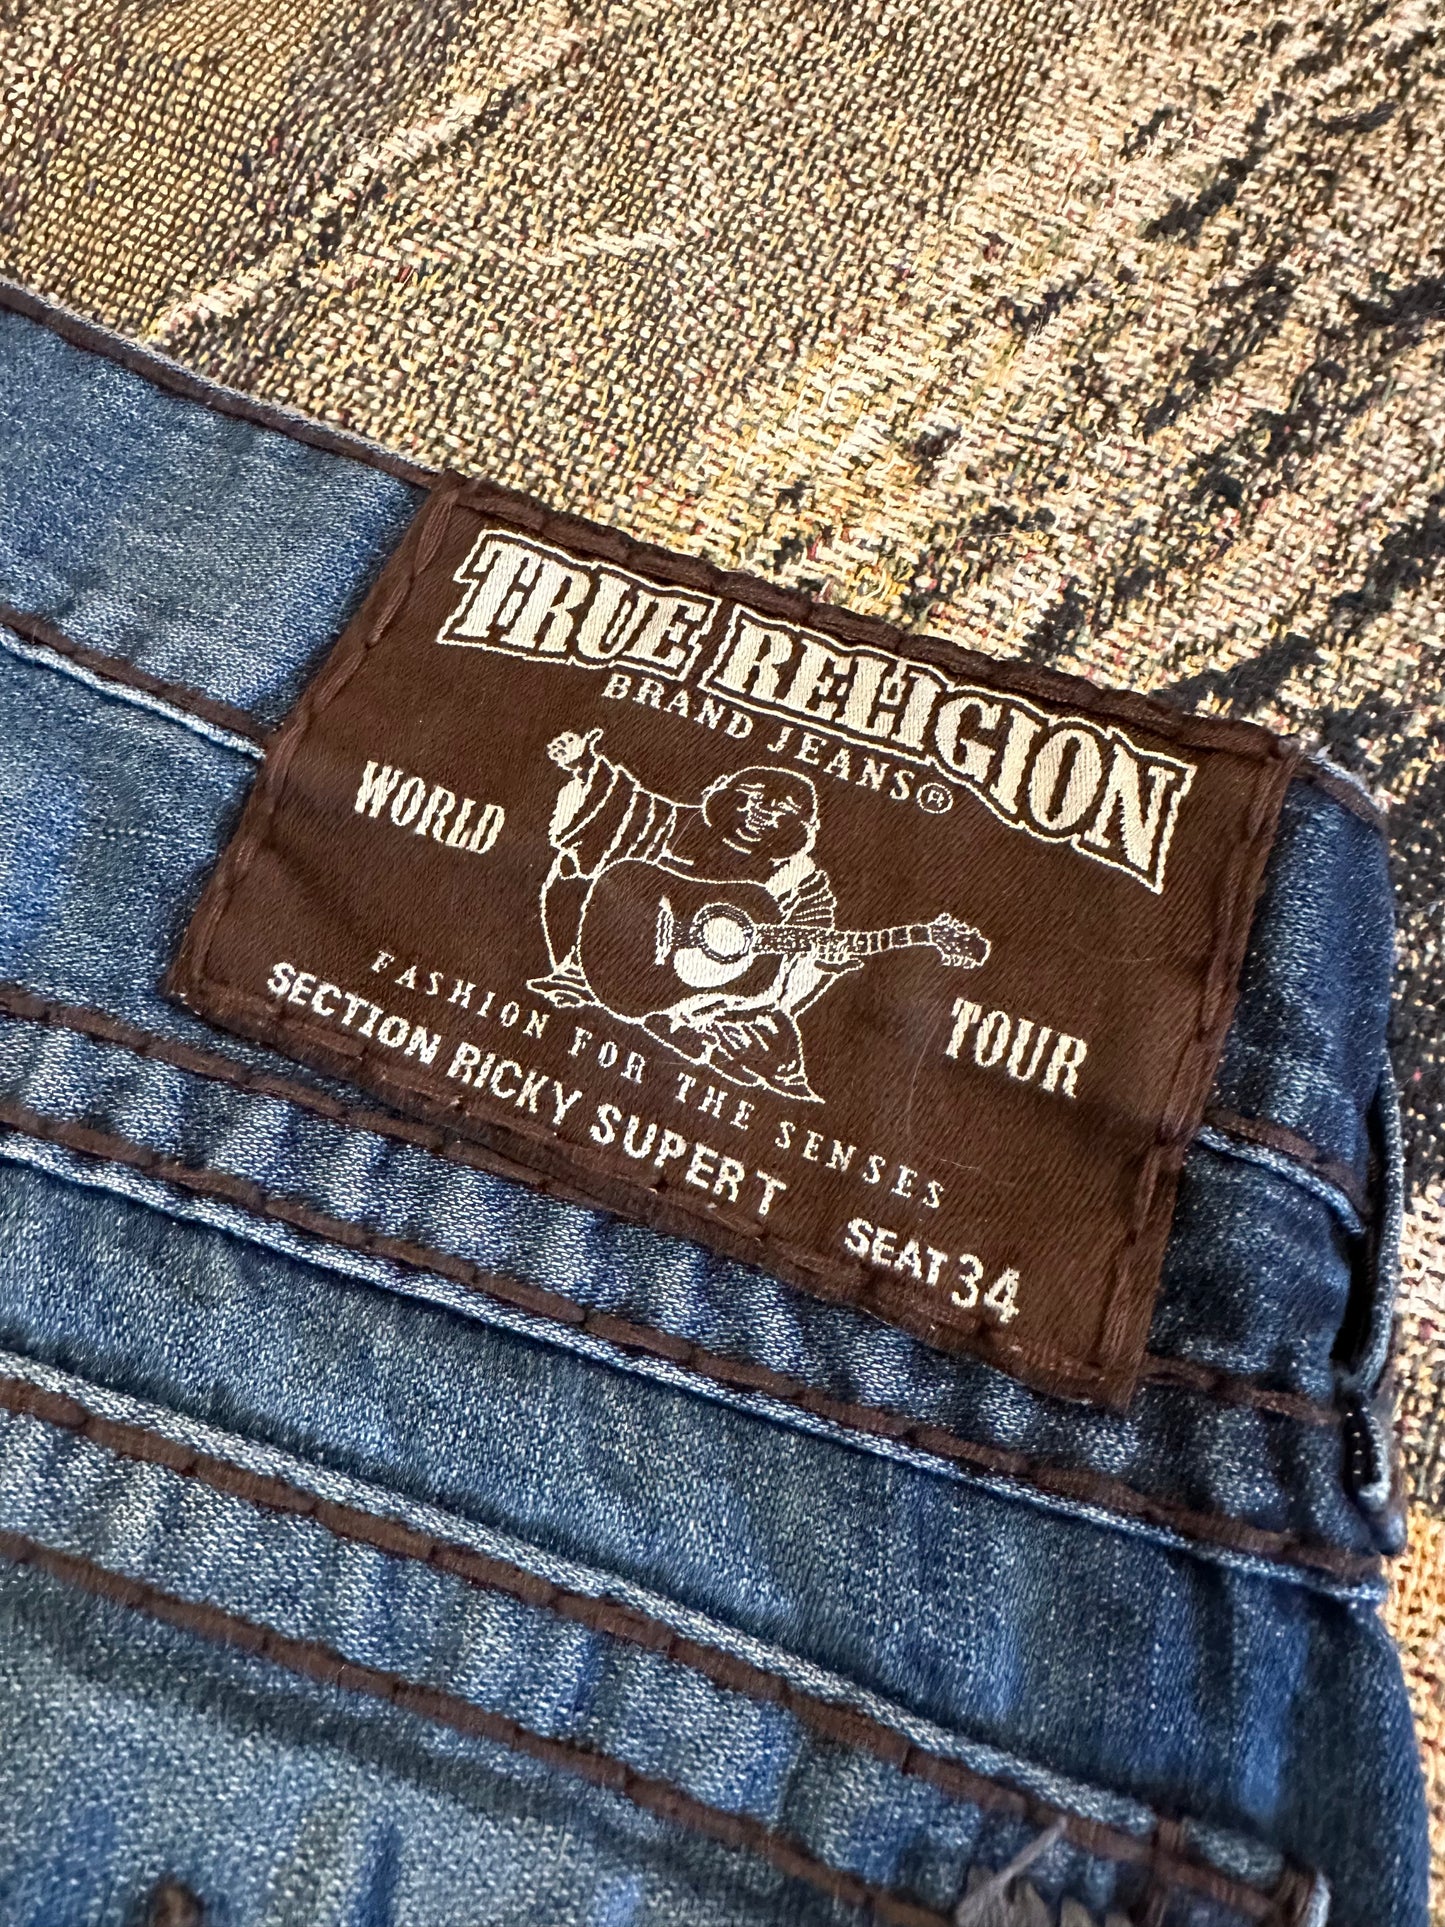 TRUE RELIGION
BRAND JEANS®
WORLD TOUR
FASHION FOR THE SENSES
SECTION RICKY SUPER T SEAT 34